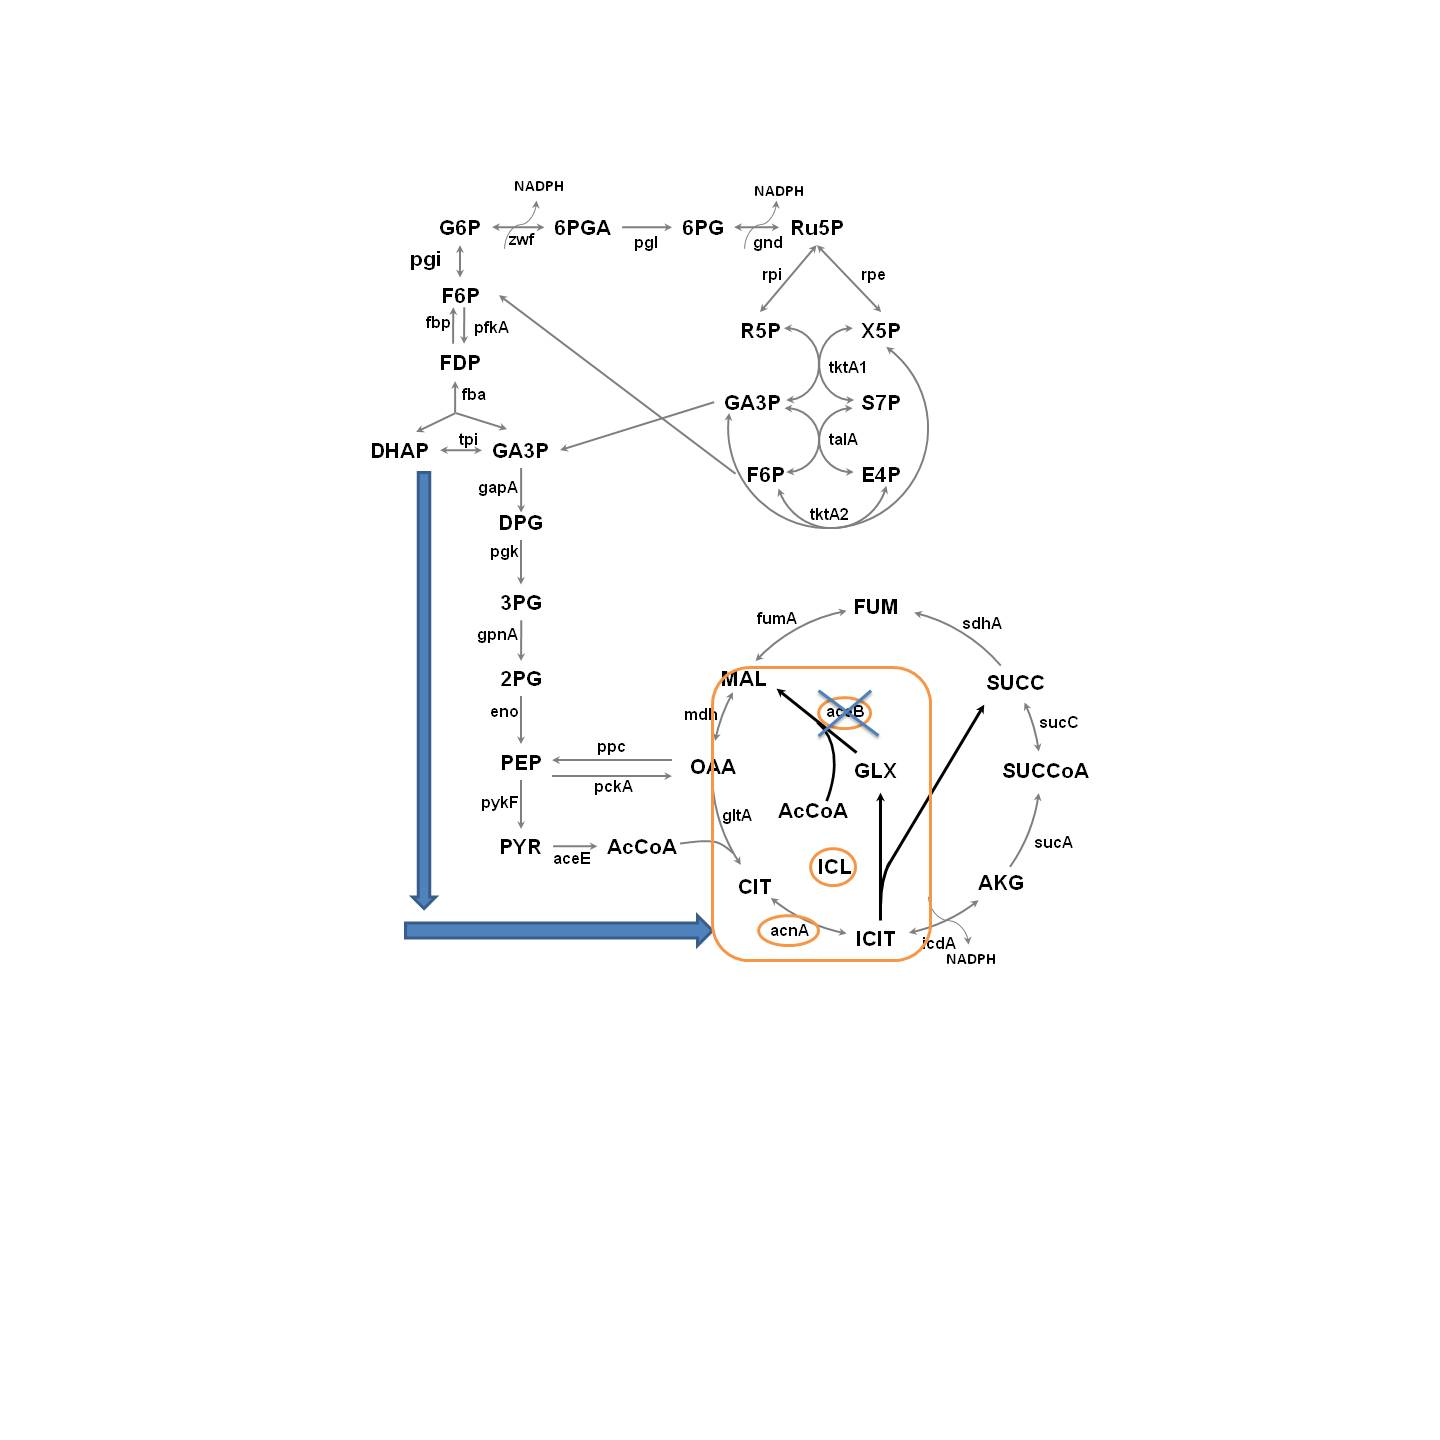 NADPH
NADPH
G6P
zwf
6PGA
pgl
6PG
gnd
Ru5P
pgi
rpi
rpe
F6P
fbp
pfkA
R5P
X5P
FDP
tktA1
fba
GA3P
S7P
DHAP
tpi
GA3P
talA
gapA
F6P
E4P
DPG
tktA2
pgk
3PG
FUM
fumA
sdhA
gpnA
2PG
MAL
SUCC
eno
mdh
aceB
sucC
ppc
PEP
OAA
GLX
SUCCoA
pckA
pykF
gltA
AcCoA
sucA
PYR
aceE
AcCoA
ICL
CIT
AKG
acnA
ICIT
icdA
NADPH